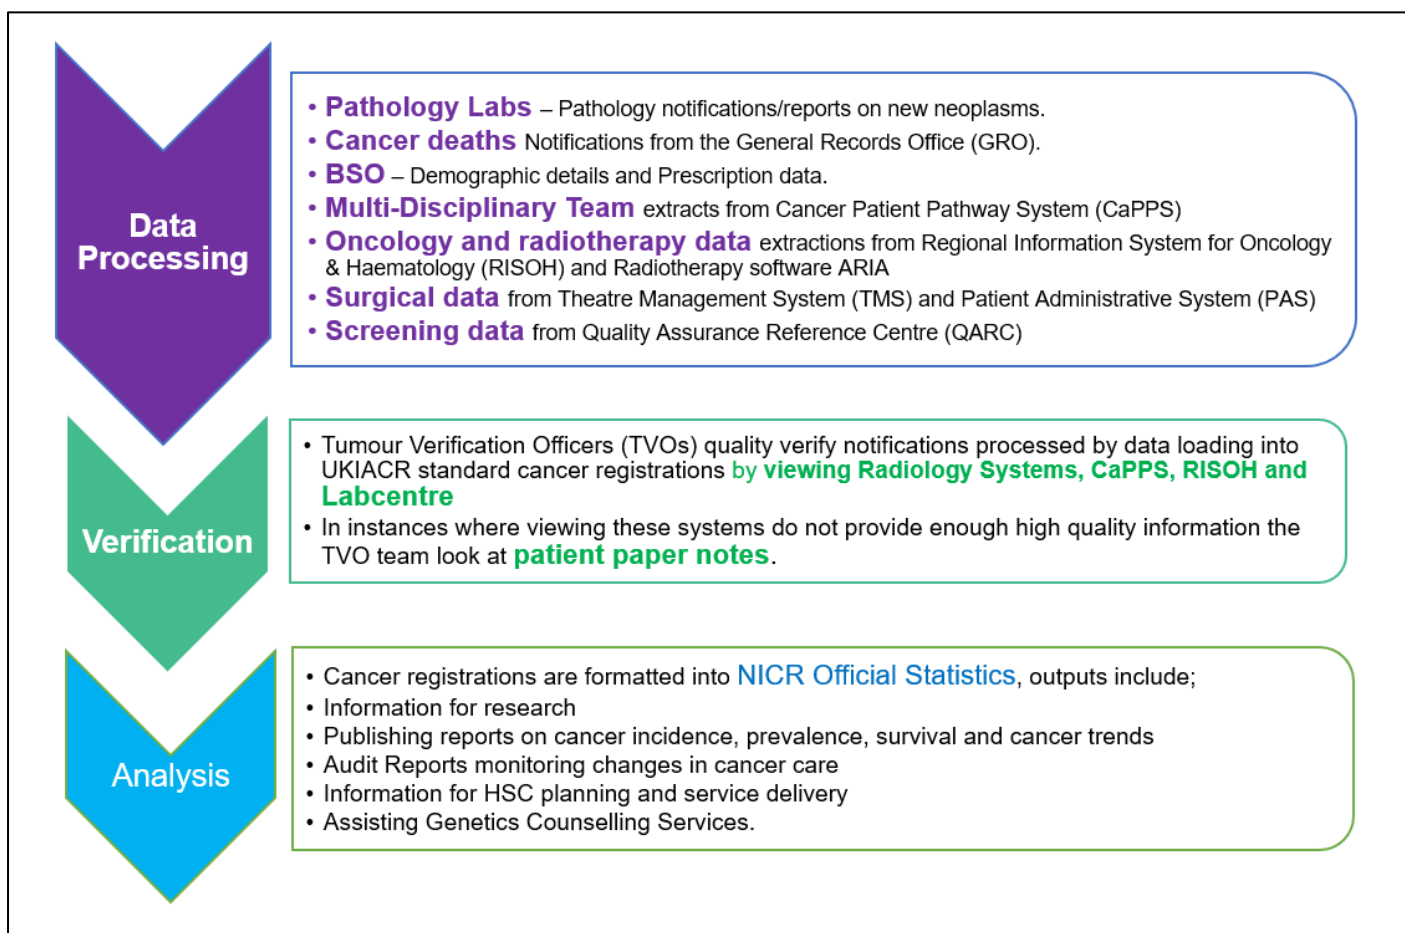 Data
Processing
• Pathology Labs – Pathology notifications/reports on new neoplasms.
• Cancer deaths Notifications from the General Records Office (GRO).
• BSO – Demographic details and Prescription data.
• Multi-Disciplinary Team extracts from Cancer Patient Pathway System (CaPPS)
• Oncology and radiotherapy data extractions from Regional Information System for Oncology
& Haematology (RISOH) and Radiotherapy software ARIA
• Surgical data from Theatre Management System (TMS) and Patient Administrative System (PAS)
• Screening data from Quality Assurance Reference Centre (QARC)
Verification
• Tumour Verification Officers (TVOs) quality verify notifications processed by data loading into
UKIACR standard cancer registrations by viewing Radiology Systems, CaPPS, RISOH and
Labcentre
• In instances where viewing these systems do not provide enough high quality information the
TVO team look at patient paper notes.
Analysis
• Cancer registrations are formatted into NICR Official Statistics, outputs include;
• Information for research
• Publishing reports on cancer incidence, prevalence, survival and cancer trends
• Audit Reports monitoring changes in cancer care
• Information for HSC planning and service delivery
• Assisting Genetics Counselling Services.